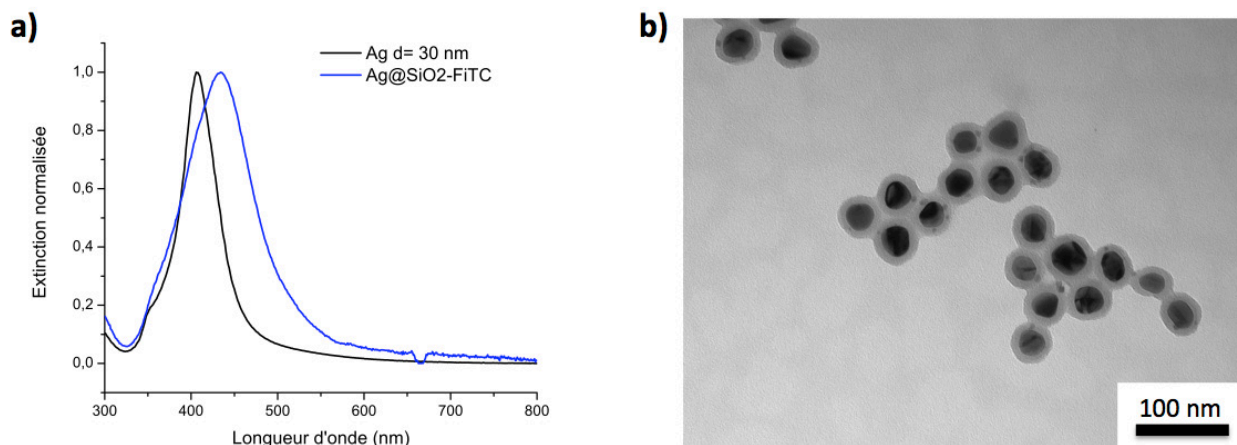 a)
Ag d= 30 nm
Ag@SiO2-FiTC
1,0
0,8
0,6
0,4
0,2
0,0
Extinction normalisée
300
400
500
600
700
800
Longueur d'onde (nm)
b)
100 nm